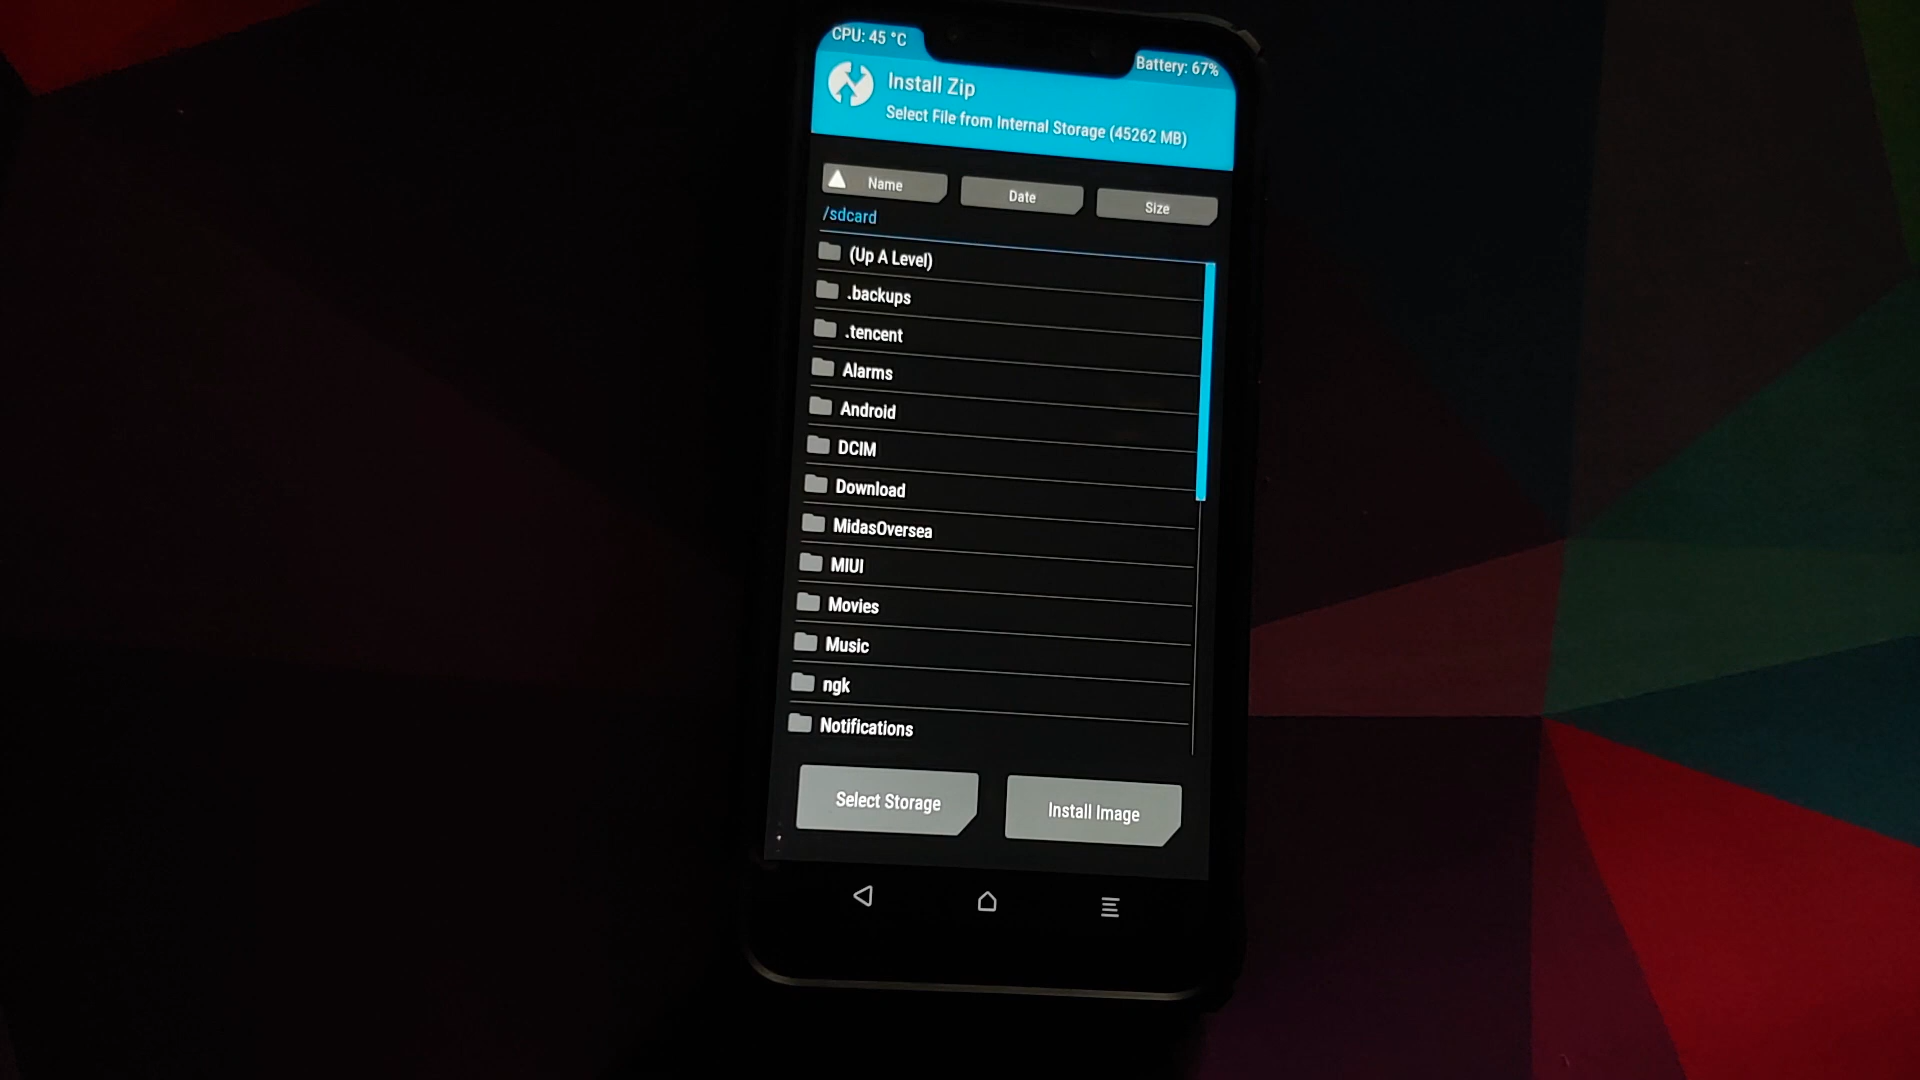 CPU: 45 °C
Battery: 67%
Install Zip
Select File from Internal Storage (45262 MB)
Name Date Size
/sdcard
(Up A Level)
.backups
.tencent
Alarms
Android
DCIM
Download
MidasOversea
MIUI
Movies
Music
ngk
Notifications
Select Storage Install Image